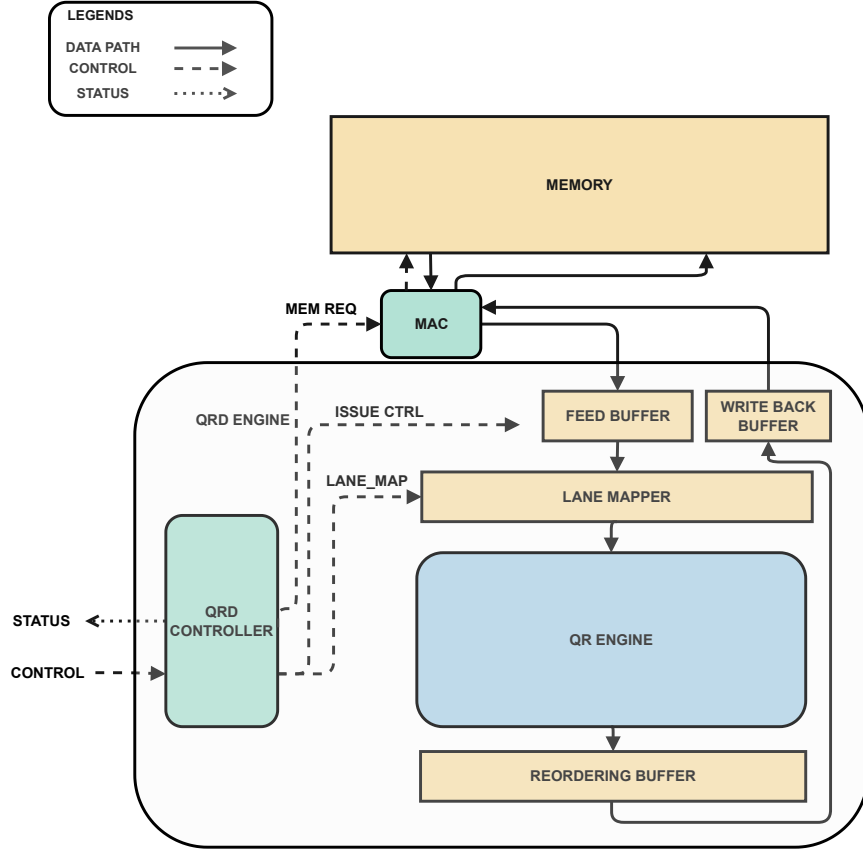 LEGENDS
DATA PATH
CONTROL
STATUS
MEMORY
MEM REQ
MAC
QRD ENGINE
ISSUE CTRL
FEED BUFFER
WRITE BACK
BUFFER
LANE_MAP
LANE MAPPER
QRD
CONTROLLER
STATUS
CONTROL
QR ENGINE
REORDERING BUFFER